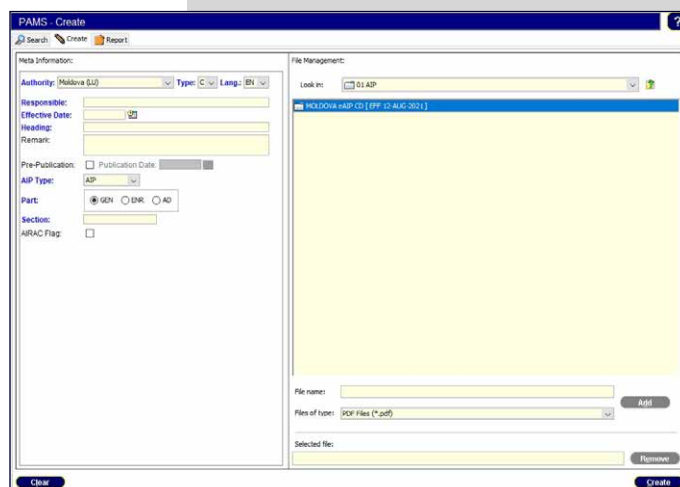 PAMS - Create
?
Search Create Report
Meta Information:
Authority: Moldova (LU) Type: C Lang.: EN
Responsible:
Effective Date:
Heading:
Remark:
Pre-Publication: Publication Date:
AIP Type: AIP
Part: GEN ENR AD
Section:
AIRAC Flag:
File Management:
Look in: 01 AIP
MOLDOVA eAIP CD [ EFF 12-AUG-2021 ]
File name:
Add
Files of type: PDF Files (*.pdf)
Selected file:
Remove
Clear
Create